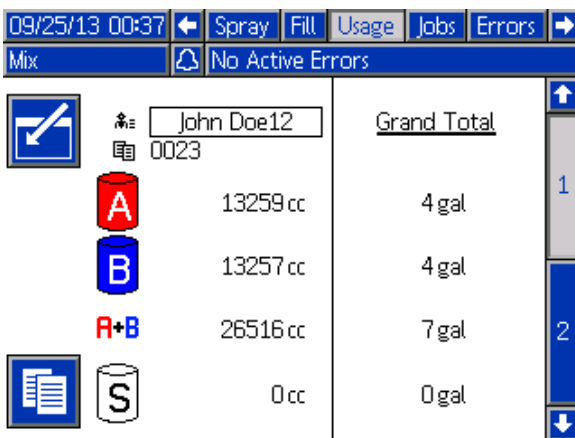 09/25/13 00:37 Spray Fill Usage Jobs Errors
Mix No Active Errors
John Doe12 Grand Total
0023
A 13259 cc 4 gal
B 13257 cc 4 gal
A+B 26516 cc 7 gal
S 0 cc 0 gal
1
2